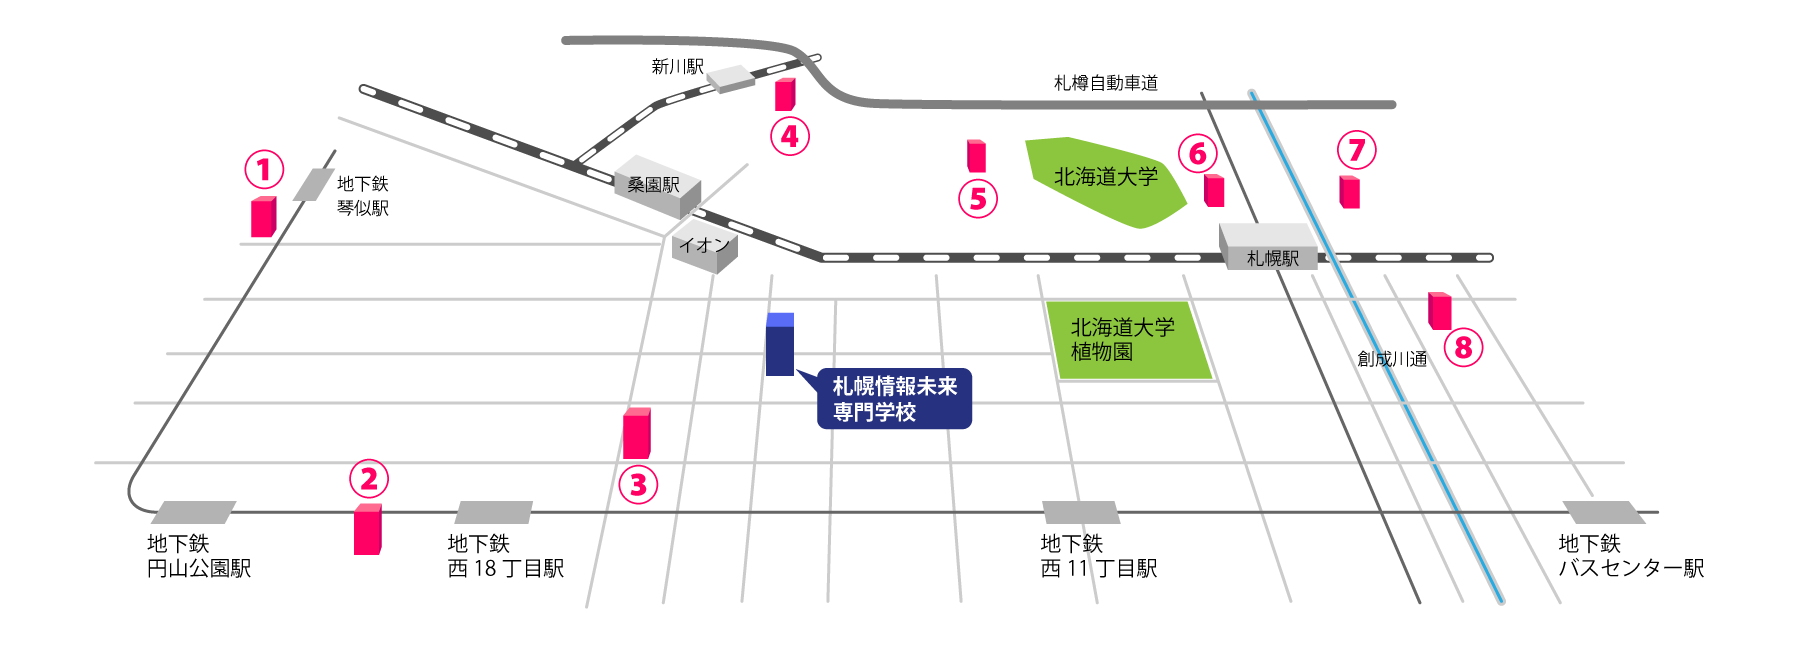 新川駅
札樽自動車道
④
①
地下鉄
琴似駅
桑園駅
⑤
北海道大学
⑥
⑦
イオン
札幌駅
北海道大学
植物園
創成川通
⑧
札幌情報未来
専門学校
②
③
地下鉄
円山公園駅
地下鉄
西18丁目駅
地下鉄
西11丁目駅
地下鉄
バスセンター駅